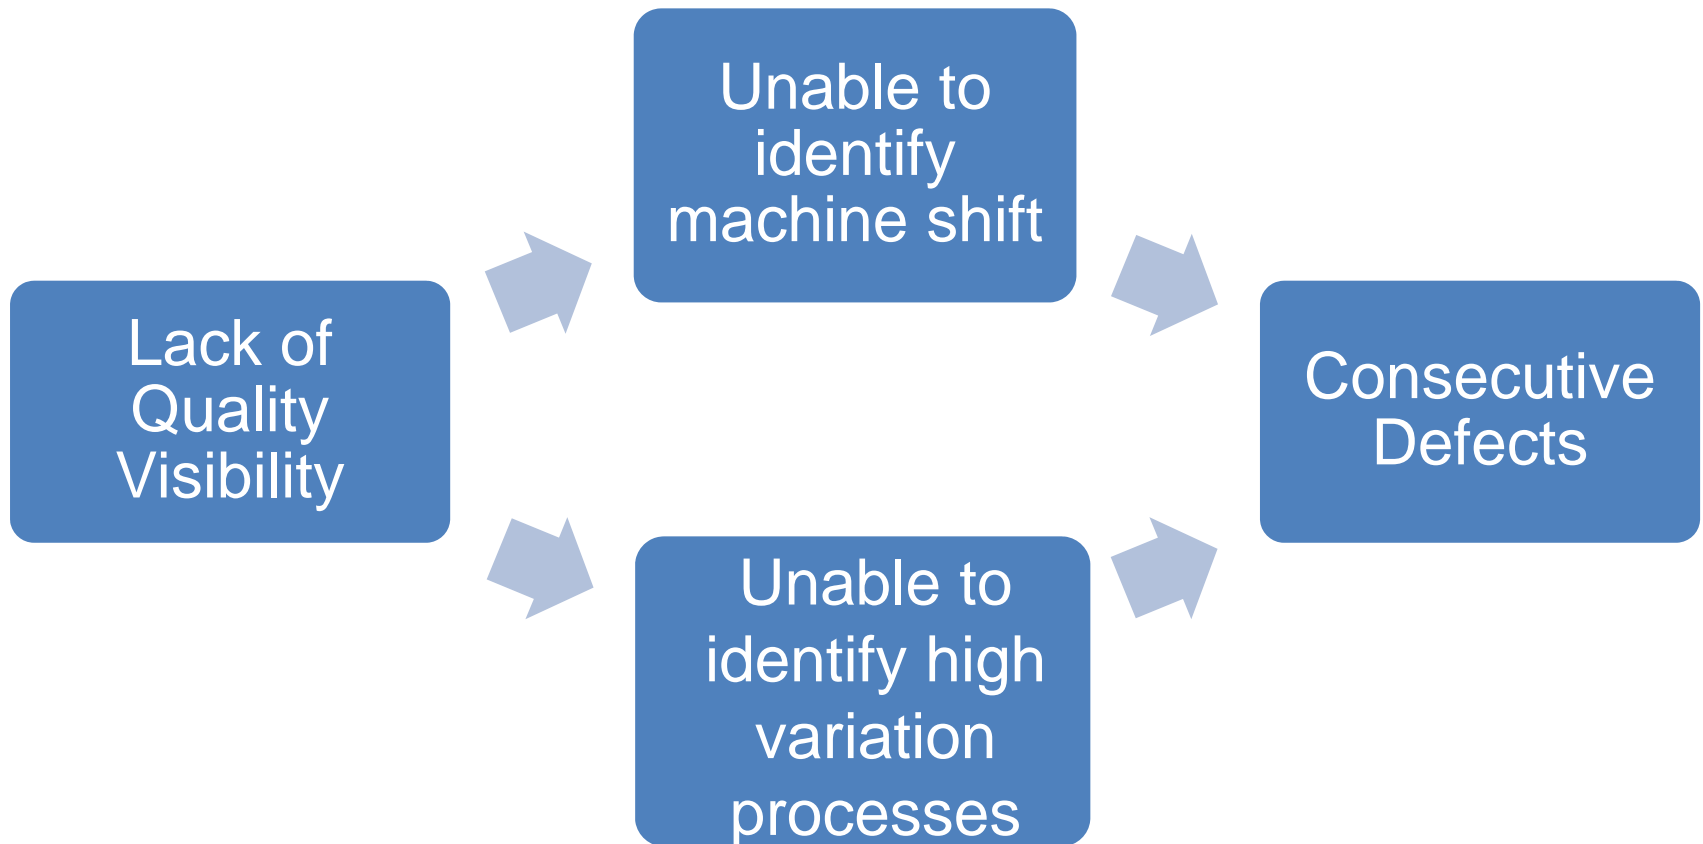 Unable to
identify
machine shift
Lack of
Quality
Visibility
Consecutive
Defects
Unable to
identify high
variation
processes